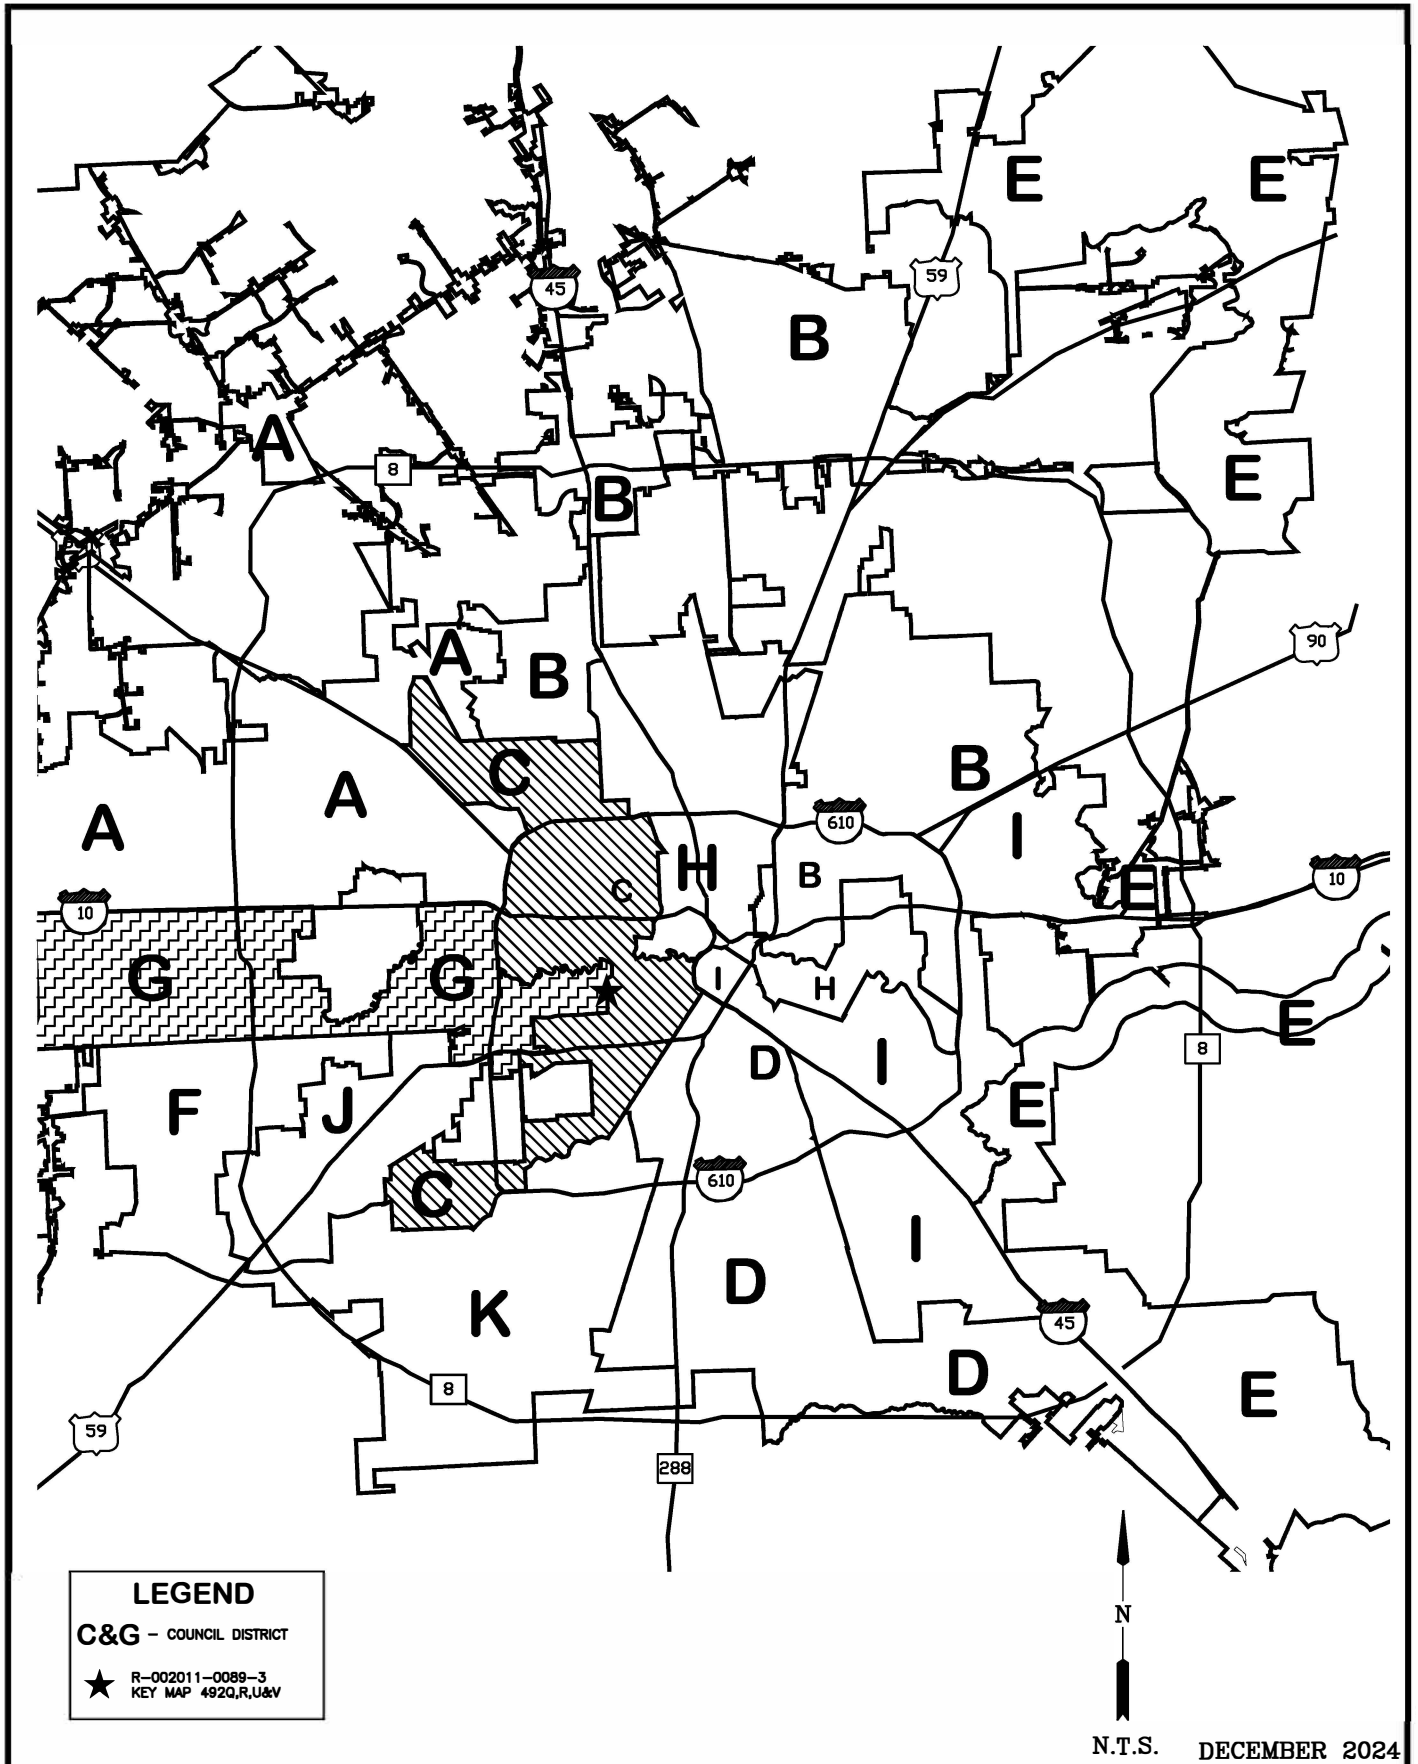 E
E
59
45
B
A
8
B
E
90
A
B
C
B
A
A
610
I
C
H
B
E
10
10
G
G
I
H
E
8
D
I
F
J
E
C
610
I
D
K
45
D
E
8
59
288
LEGEND
C&G - COUNCIL DISTRICT
R-002011-0089-3
KEY MAP 492Q,R,U&V
N
N.T.S. DECEMBER 2024